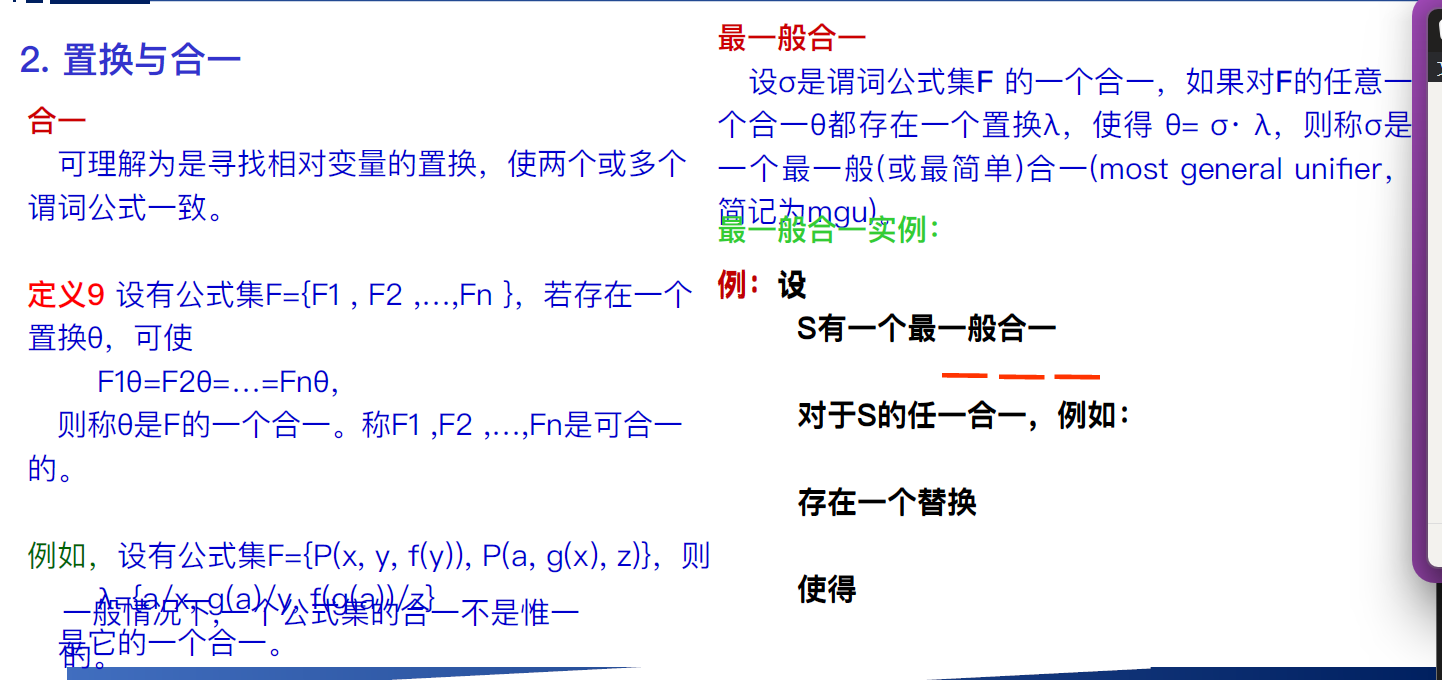 2. 置换与合一
合一
可理解为是寻找相对变量的置换，使两个或多个
谓词公式一致。
定义9 设有公式集F={F1 , F2 ,…,Fn }，若存在一个
置换θ，可使
F1θ=F2θ=…=Fnθ，
则称θ是F的一个合一。称F1 ,F2 ,…,Fn是可合一
的。
例如，设有公式集F={P(x, y, f(y)), P(a, g(x), z)}，则
λ={a/x, g(a)/y, f(g(a))/z}
一般情况下,一个公式集的合一不是惟一
是它的一个合一。
的。
最一般合一
设σ是谓词公式集F 的一个合一，如果对F的任意一
个合一θ都存在一个置换λ，使得 θ= σ· λ，则称σ是
一个最一般(或最简单)合一(most general unifier，
简记为mgu)。
最一般合一实例：
例：设
S有一个最一般合一
对于S的任一合一，例如：
存在一个替换
使得